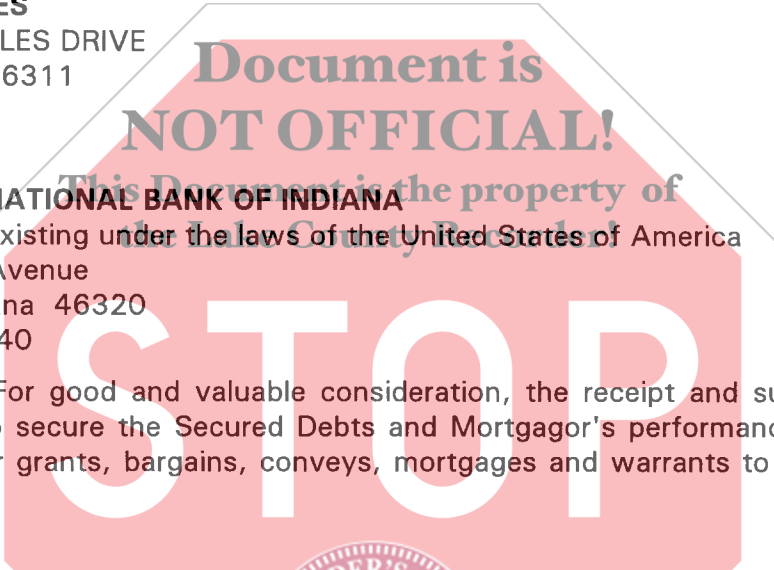 ES
LES DRIVE
6311
Document is
NOT OFFICIAL!
This Document is the property of
the Lake County Recorder!
NATIONAL BANK OF INDIANA
xisting under the laws of the United States of America
Avenue
na 46320
40
For good and valuable consideration, the receipt and su
secure the Secured Debts and Mortgagor's performanc
grants, bargains, conveys, mortgages and warrants to
STOP
DER'S